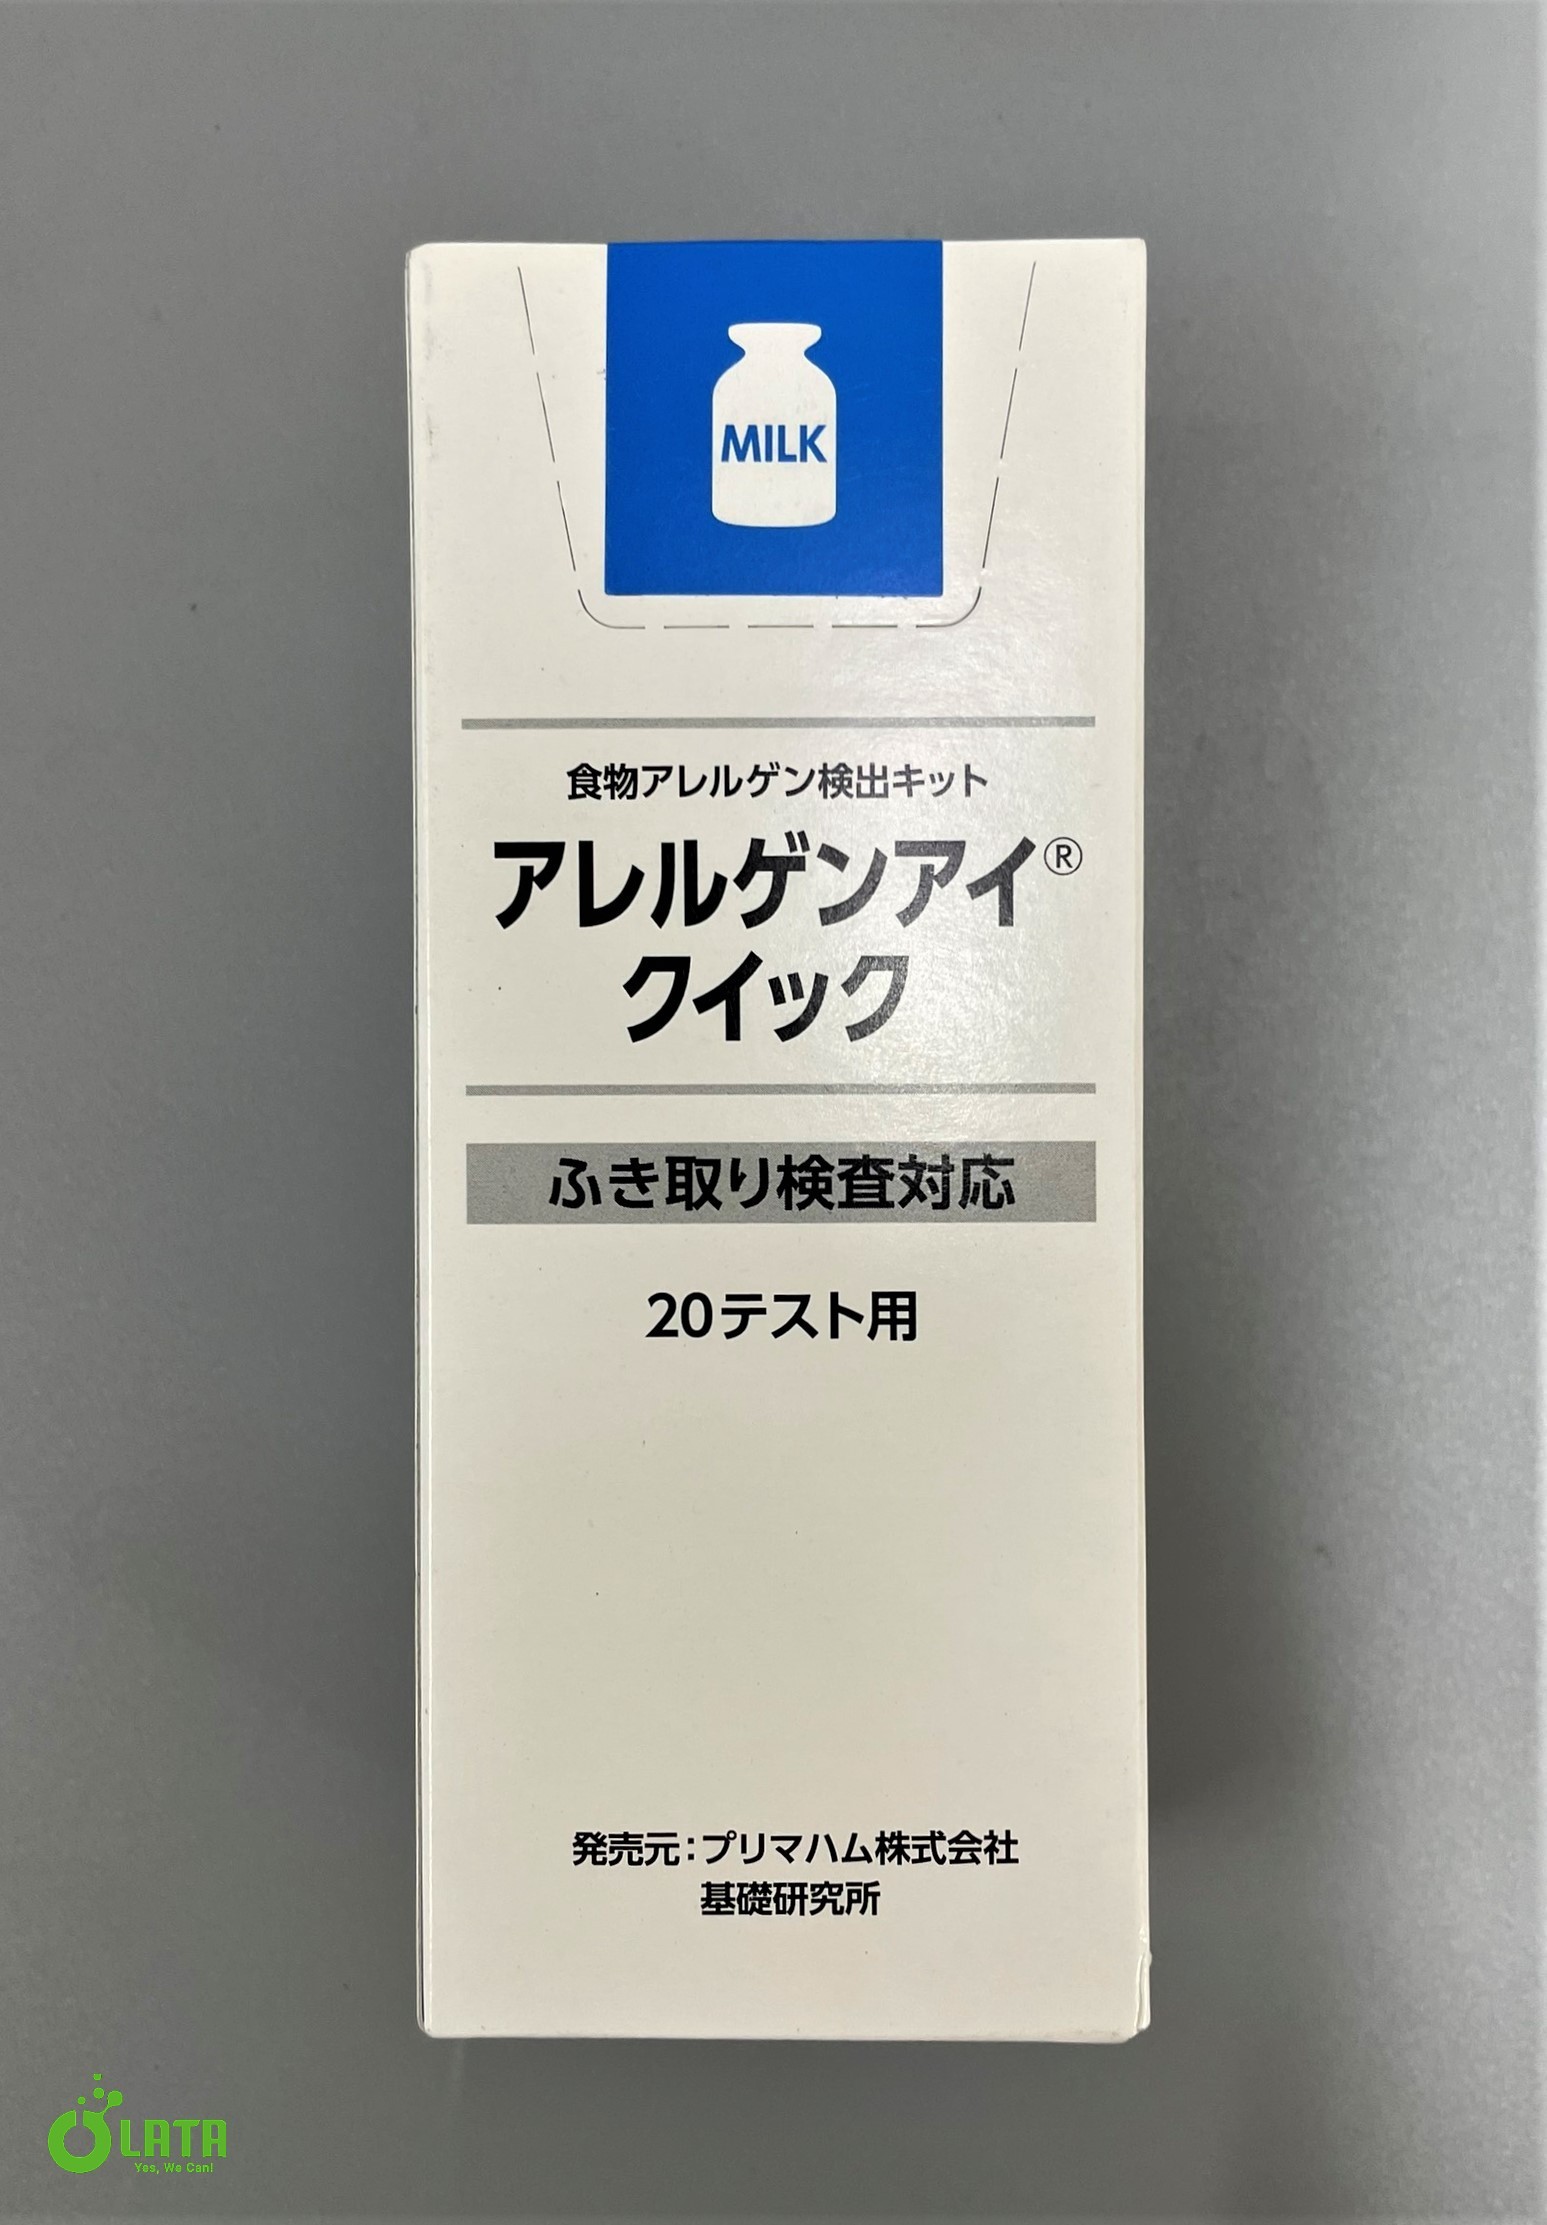 MILK
食物アレルゲン検出キット
アレルゲンアイ®
クイック
ふき取り検査対応
20テスト用
発売元：プリマハム株式会社
基礎研究所
LATA
Yes, We Can!